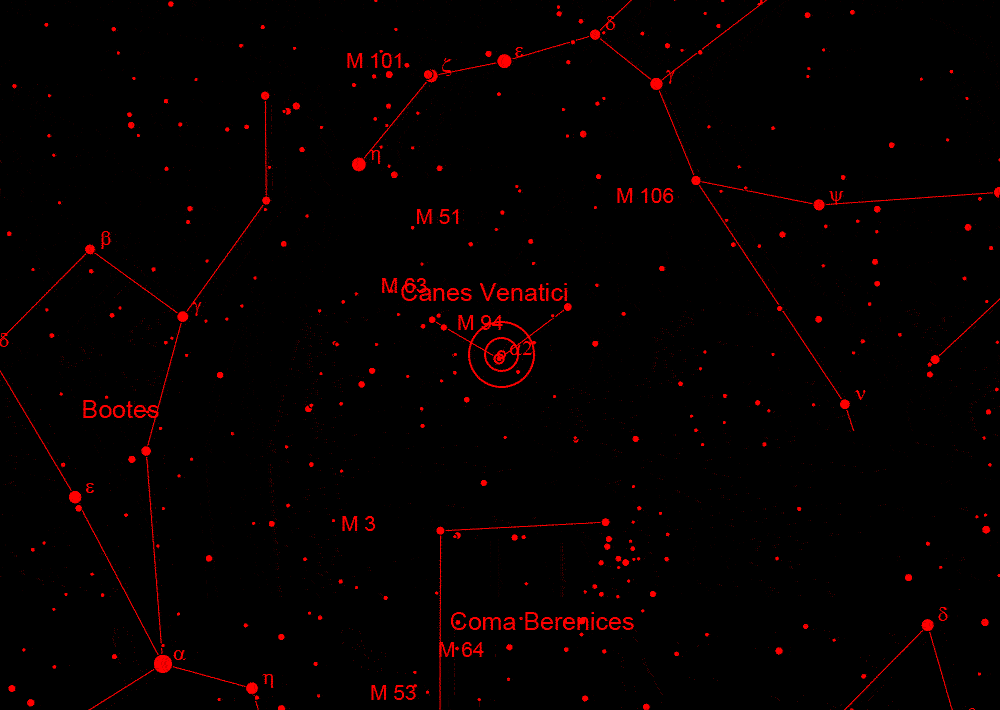 δ
ε
M 101 ζ
γ
η
M 106 ψ
M 51
β
M 63
Canes Venatici
γ
M 94
δ
α2
ν
Bootes
ε
M 3
Coma Berenices
δ
M 64
α
η
M 53